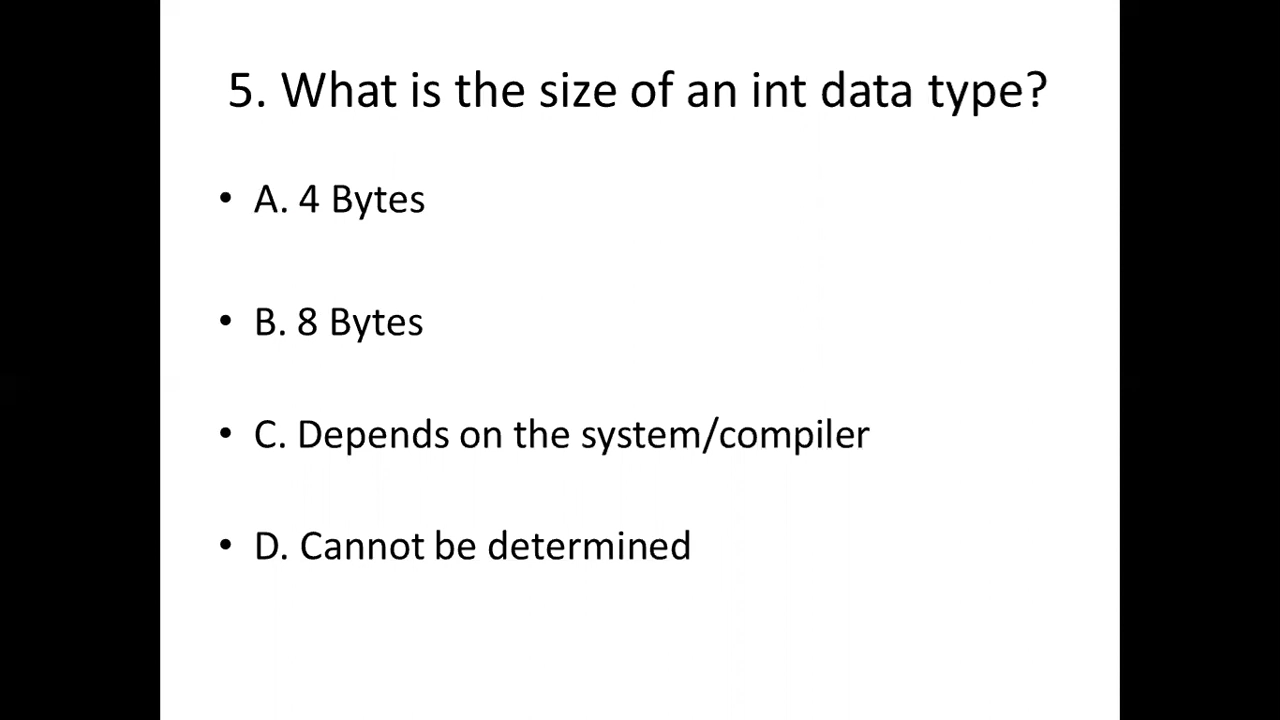 5. What is the size of an int data type?
• A. 4 Bytes
• B. 8 Bytes
• C. Depends on the system/compiler
• D. Cannot be determined